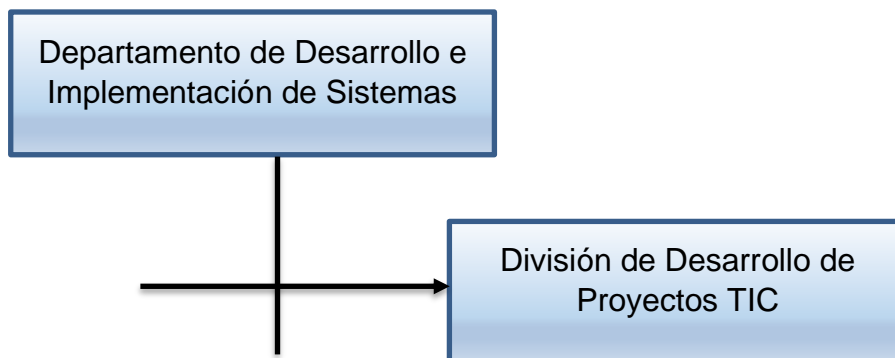 Departamento de Desarrollo e
Implementación de Sistemas
División de Desarrollo de
Proyectos TIC